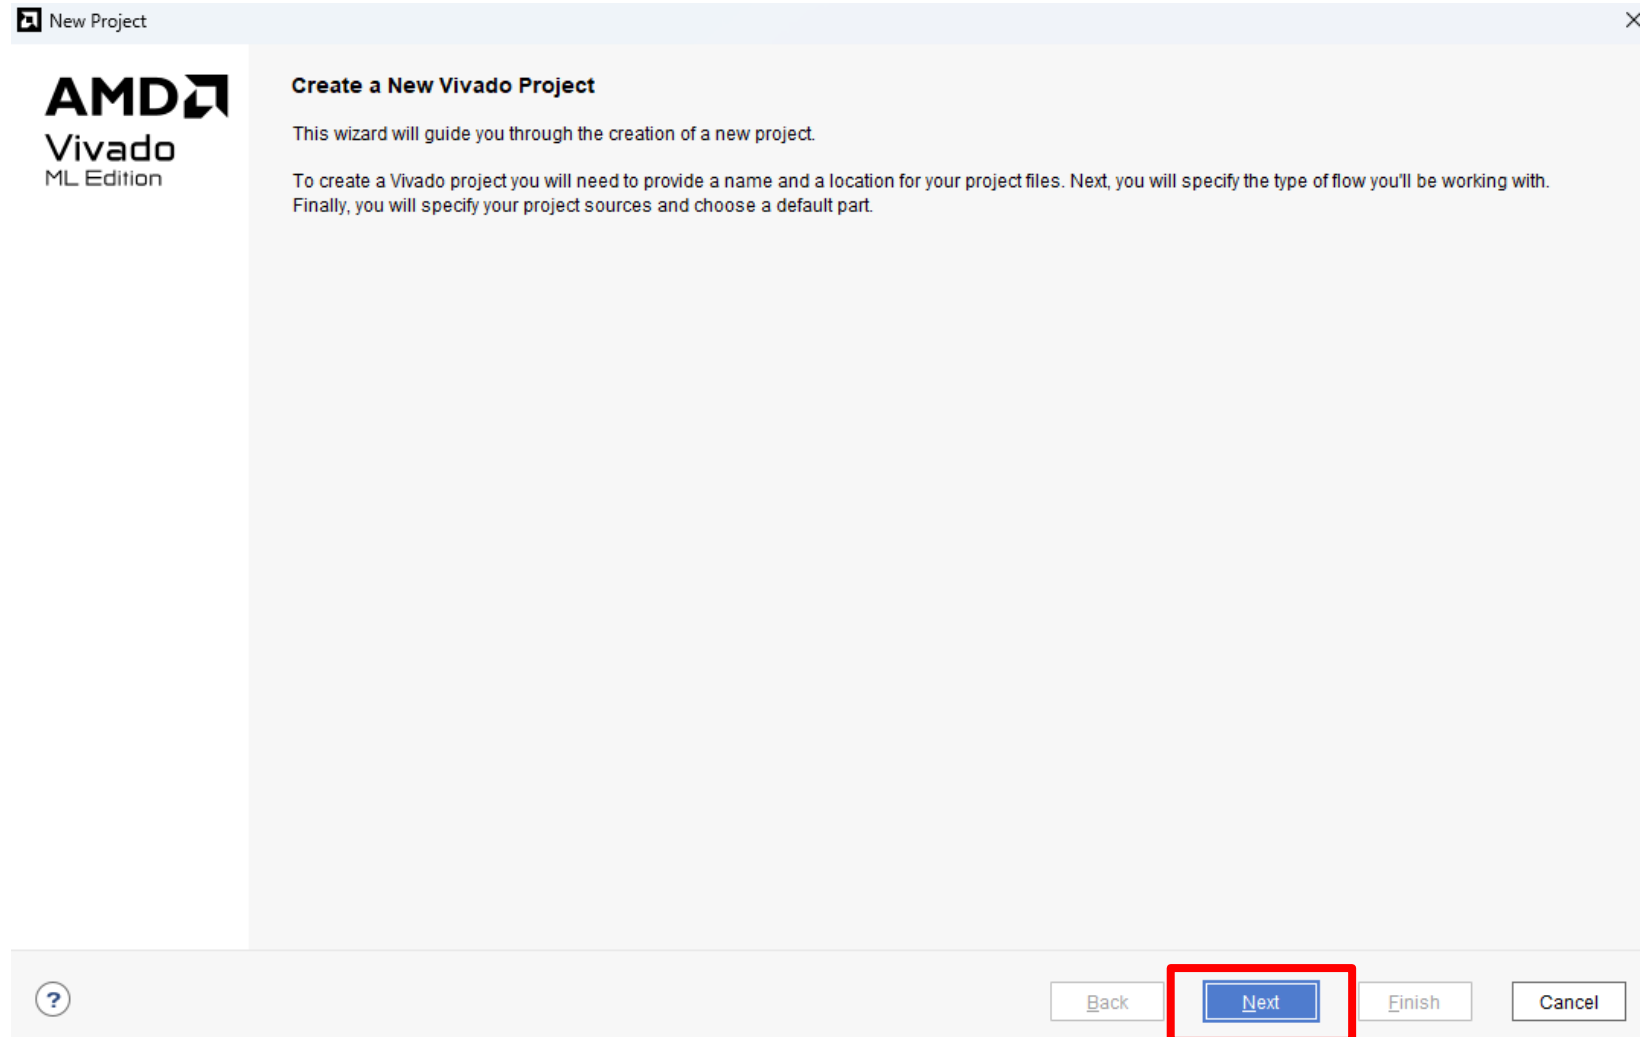 New Project
AMD
Vivado
ML Edition
Create a New Vivado Project
This wizard will guide you through the creation of a new project.
To create a Vivado project you will need to provide a name and a location for your project files. Next, you will specify the type of flow you'll be working with.
Finally, you will specify your project sources and choose a default part.
?
Back
Next
Finish
Cancel